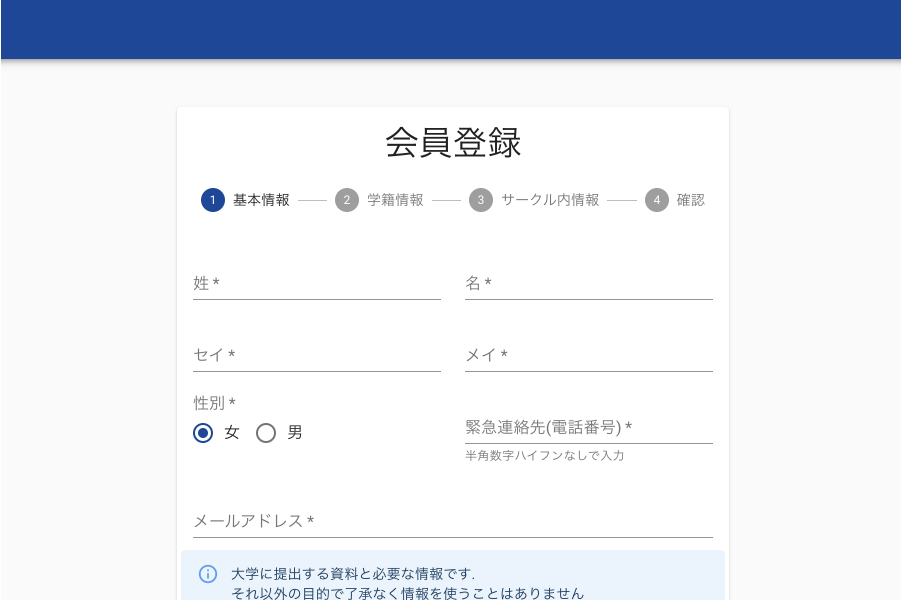 会員登録
1 基本情報 2 学籍情報 3 サークル内情報 4 確認
姓 * 名 *
セイ * メイ *
性別 *
女 男
緊急連絡先(電話番号) *
半角数字ハイフンなしで入力
メールアドレス *
大学に提出する資料と必要な情報です.
それ以外の目的で了承なく情報を使うことはありません